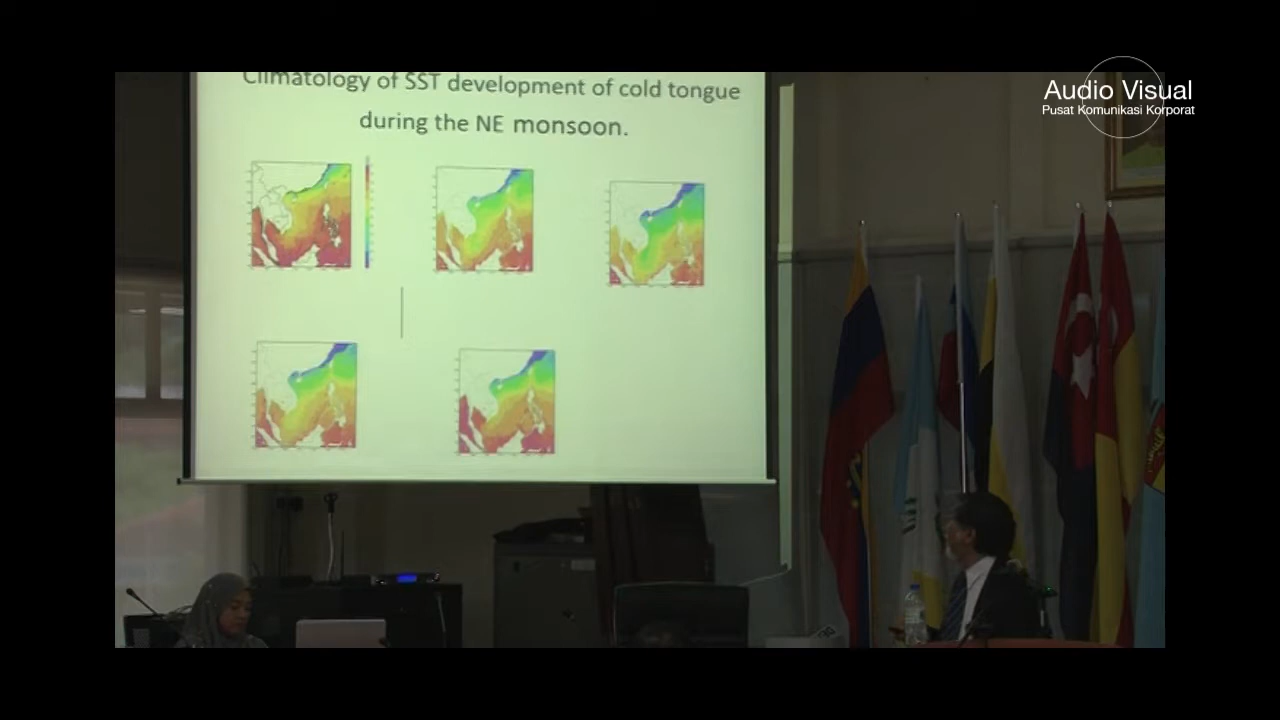 Climatology of SST development of cold tongue
during the NE monsoon.
Audio Visual
Pusat Komunikasi Korporat